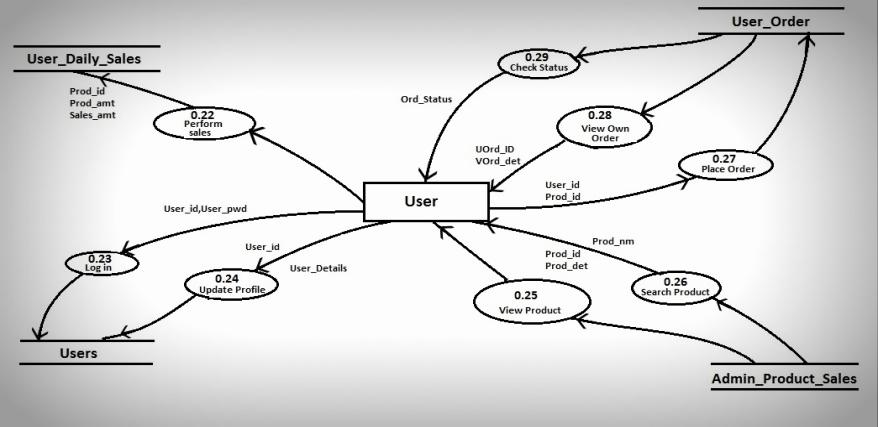 User_Order
User_Daily_Sales
0.29
Check Status
Prod_id
Prod_amt
Sales_amt
Ord_Status
0.22
Perform
sales
0.28
View Own
Order
UOrd_ID
VOrd_det
0.27
Place Order
User_id
Prod_id
User
User_id,User_pwd
User_id
User_Details
Prod_nm
Prod_id
Prod_det
0.23
Log in
0.24
Update Profile
0.25
View Product
0.26
Search Product
Users
Admin_Product_Sales